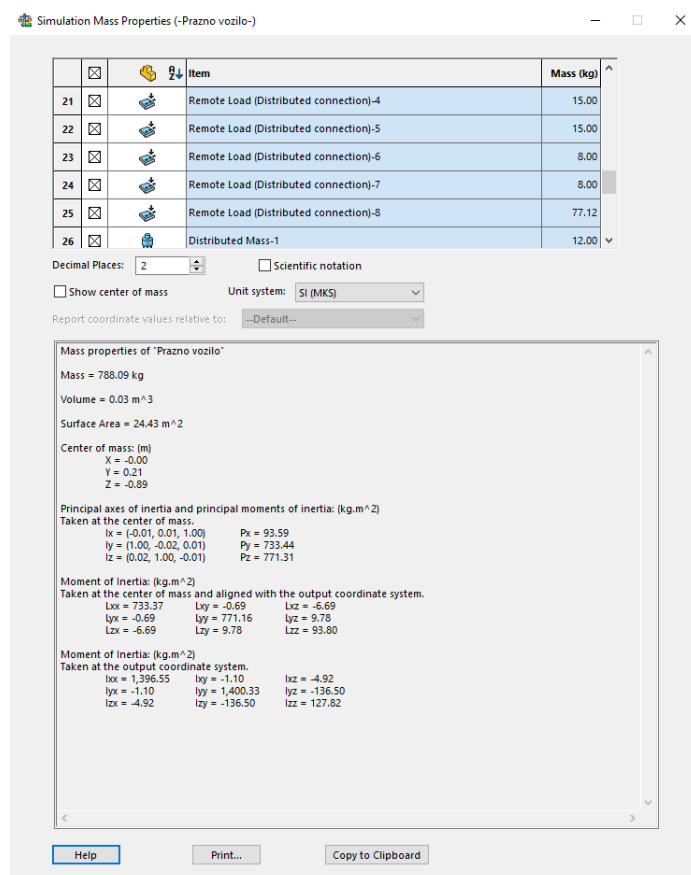 Simulation Mass Properties (-Prazno vozilo-)
Item Mass (kg)
21 Remote Load (Distributed connection)-4 15.00
22 Remote Load (Distributed connection)-5 15.00
23 Remote Load (Distributed connection)-6 8.00
24 Remote Load (Distributed connection)-7 8.00
25 Remote Load (Distributed connection)-8 77.12
26 Distributed Mass-1 12.00
Decimal Places: 2 Scientific notation
Show center of mass Unit system: SI (MKS)
Report coordinate values relative to: --Default--
Mass properties of "Prazno vozilo"
Mass = 788.09 kg
Volume = 0.03 m^3
Surface Area = 24.43 m^2
Center of mass: (m)
X = -0.00
Y = 0.21
Z = -0.89
Principal axes of inertia and principal moments of inertia: (kg.m^2)
Taken at the center of mass.
Ix = (-0.01, 0.01, 1.00) Px = 93.59
Iy = (1.00, -0.02, 0.01) Py = 733.44
Iz = (0.02, 1.00, -0.01) Pz = 771.31
Moment of Inertia: (kg.m^2)
Taken at the center of mass and aligned with the output coordinate system.
Lxx = 733.37 Lxy = -0.69 Lxz = -6.69
Lyx = -0.69 Lyy = 771.16 Lyz = 9.78
Lzx = -6.69 Lzy = 9.78 Lzz = 93.80
Moment of Inertia: (kg.m^2)
Taken at the output coordinate system.
Ixx = 1,396.55 Ixy = -1.10 Ixz = -4.92
Iyx = -1.10 Iyy = 1,400.33 Iyz = -136.50
Izx = -4.92 Izy = -136.50 Izz = 127.82
Help Print... Copy to Clipboard